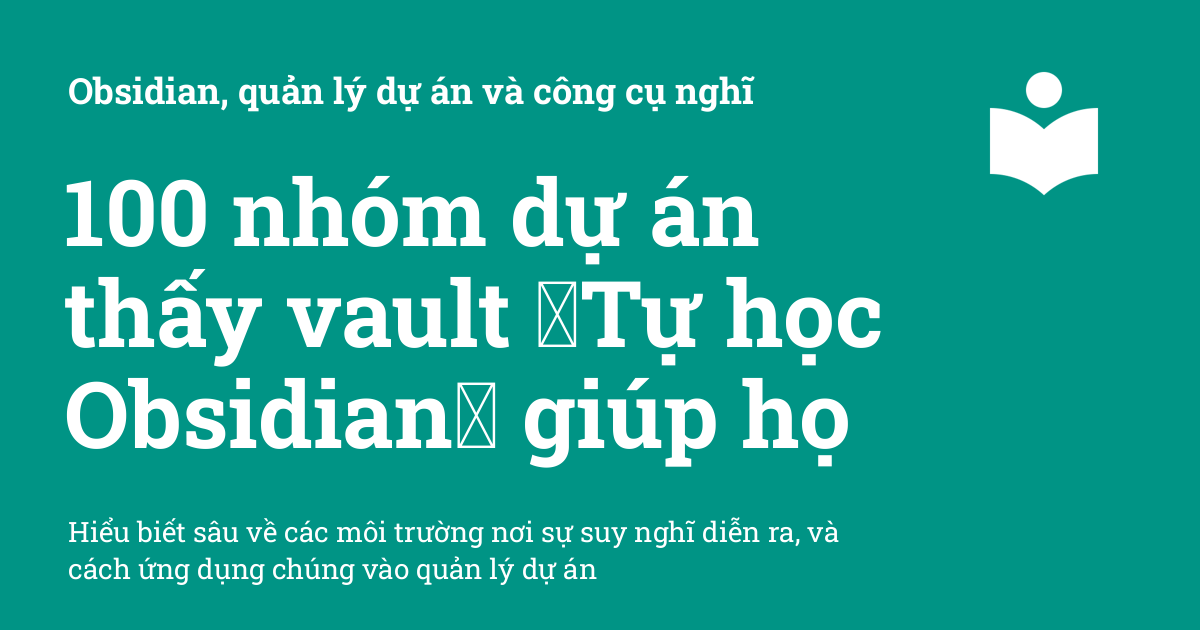 Obsidian, quản lý dự án và công cụ nghĩ
100 nhóm dự án
thấy vault Tự học
Obsidian giúp họ
Hiểu biết sâu về các môi trường nơi sự suy nghĩ diễn ra, và
cách ứng dụng chúng vào quản lý dự án